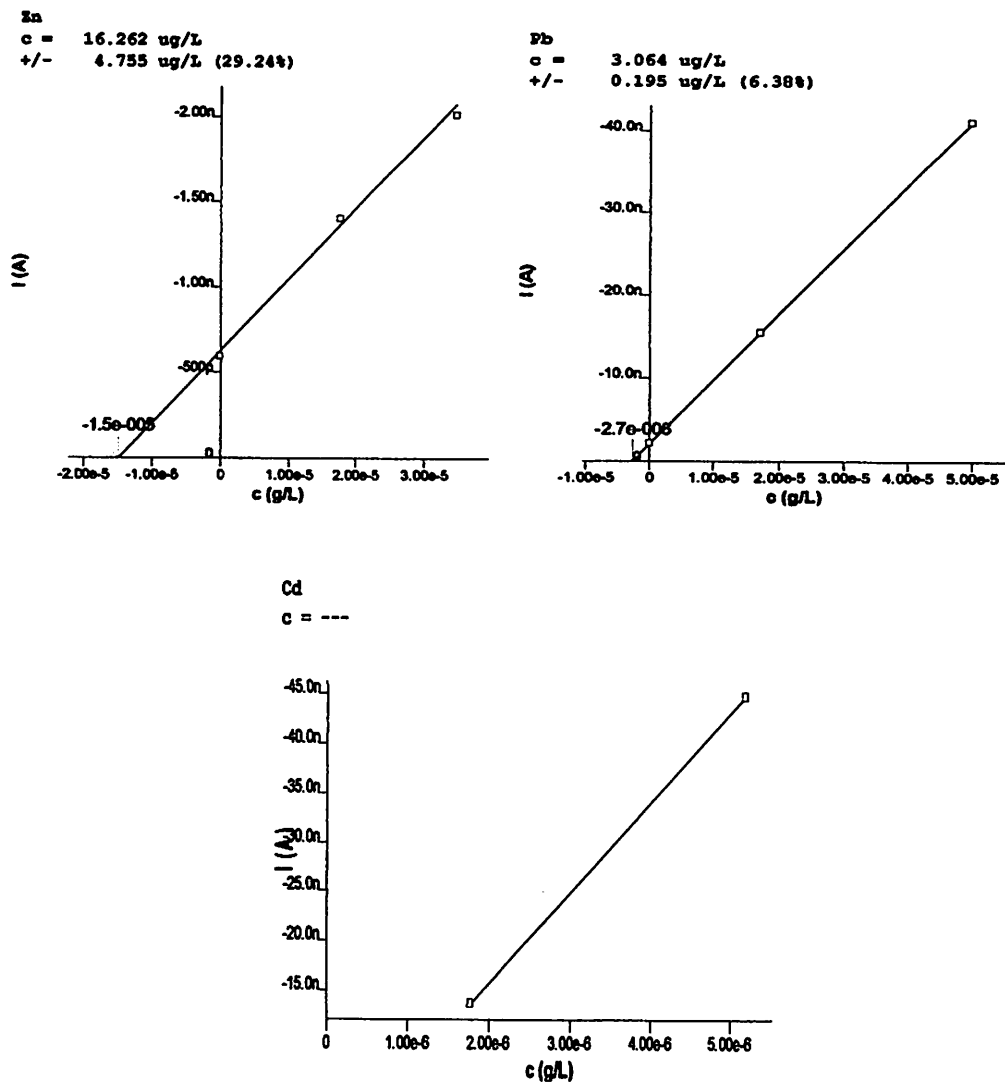 Zn
c = 16.262 ug/L
+/- 4.755 ug/L (29.24%)
-2.00n
-1.50n
-1.00n
-500p
I (A)
-1.5e-005
-2.00e-5 -1.00e-5 0 1.00e-5 2.00e-5 3.00e-5
c (g/L)
Pb
c = 3.064 ug/L
+/- 0.195 ug/L (6.38%)
-40.0n
-30.0n
-20.0n
-10.0n
I (A)
-2.7e-006
-1.00e-5 0 1.00e-5 2.00e-5 3.00e-5 4.00e-5 5.00e-5
c (g/L)
Cd
c = ---
-45.0n
-40.0n
-35.0n
-30.0n
-25.0n
-20.0n
-15.0n
I (A)
0 1.00e-6 2.00e-6 3.00e-6 4.00e-6 5.00e-6
c (g/L)